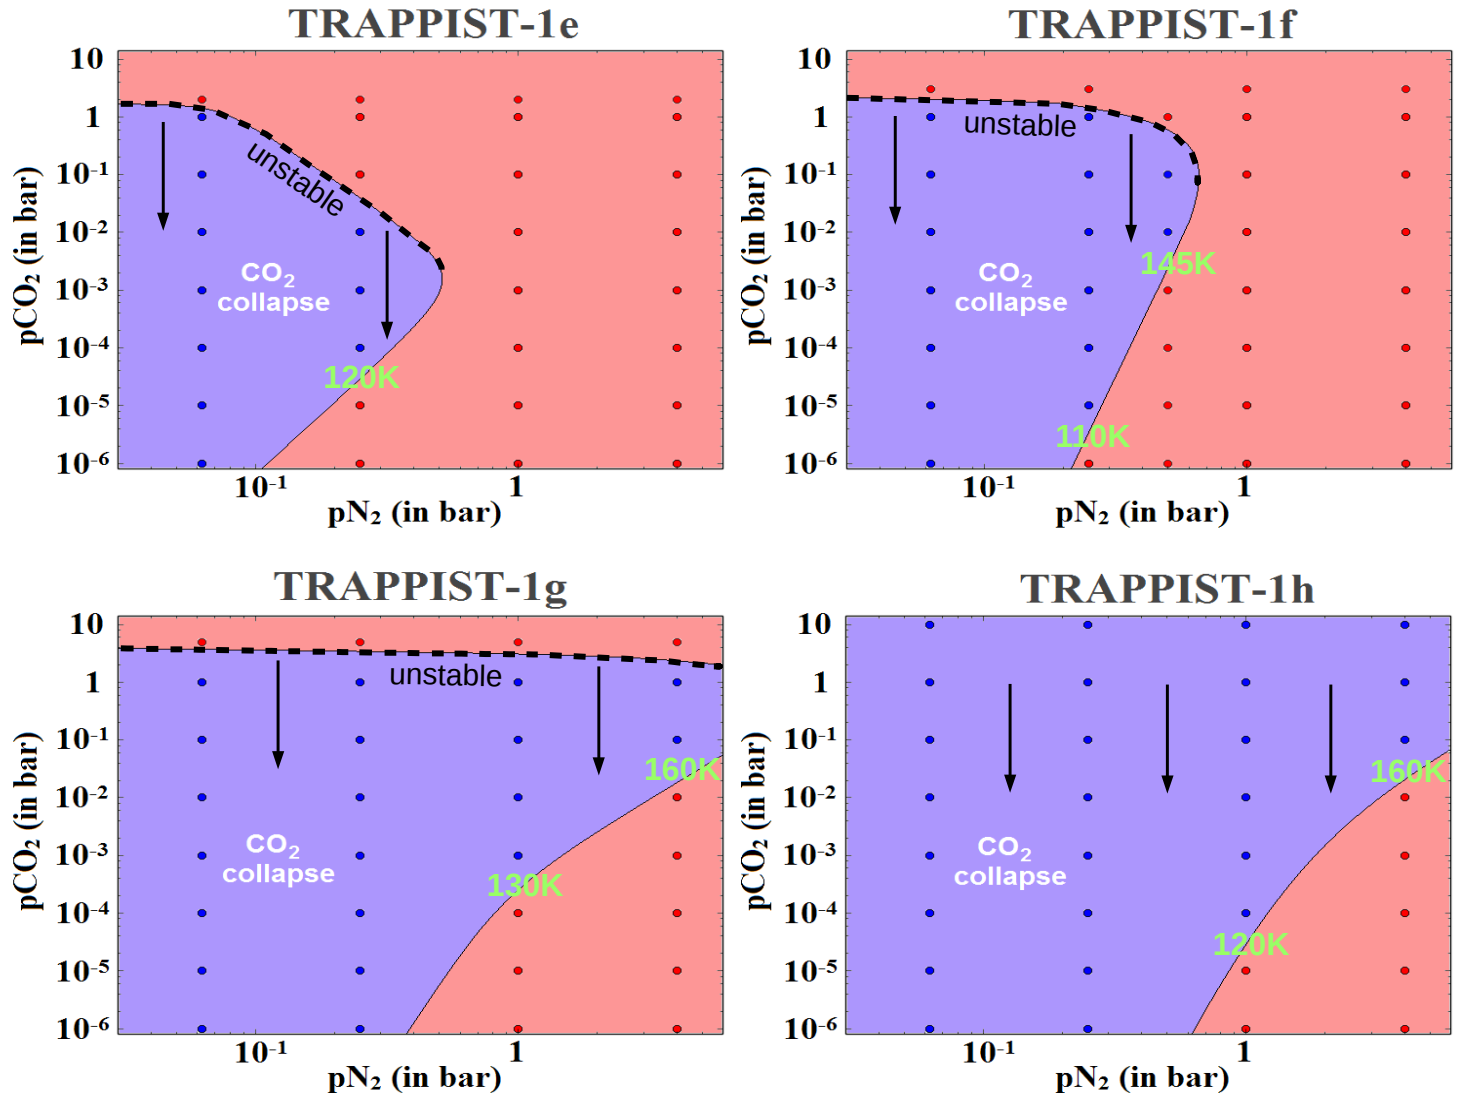 TRAPPIST-1e
10
1
10⁻¹
10⁻²
10⁻³
10⁻⁴
10⁻⁵
10⁻⁶
pCO₂ (in bar)
unstable
CO₂
collapse
120K
10⁻¹
1
pN₂ (in bar)
TRAPPIST-1f
10
1
10⁻¹
10⁻²
10⁻³
10⁻⁴
10⁻⁵
10⁻⁶
pCO₂ (in bar)
unstable
CO₂
collapse
145K
110K
10⁻¹
1
pN₂ (in bar)
TRAPPIST-1g
10
1
10⁻¹
10⁻²
10⁻³
10⁻⁴
10⁻⁵
10⁻⁶
pCO₂ (in bar)
unstable
160K
CO₂
collapse
130K
10⁻¹
1
pN₂ (in bar)
TRAPPIST-1h
10
1
10⁻¹
10⁻²
10⁻³
10⁻⁴
10⁻⁵
10⁻⁶
pCO₂ (in bar)
160K
CO₂
collapse
120K
10⁻¹
1
pN₂ (in bar)